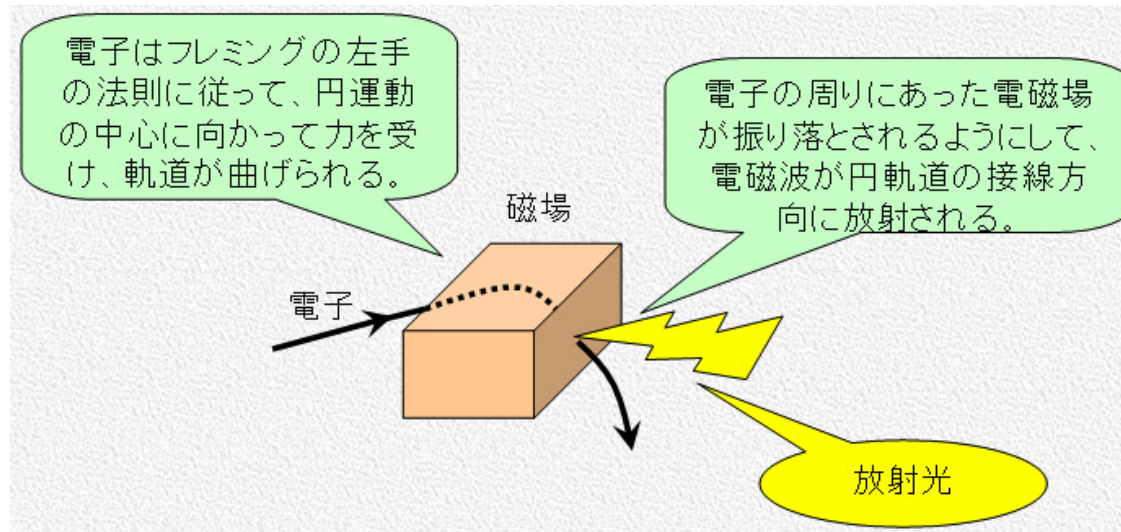 電子はフレミングの左手
の法則に従って、円運動
の中心に向かって力を受
け、軌道が曲げられる。
電子の周りにあった電磁場
が振り落とされるようにして、
電磁波が円軌道の接線方
向に放射される。
磁場
電子
放射光